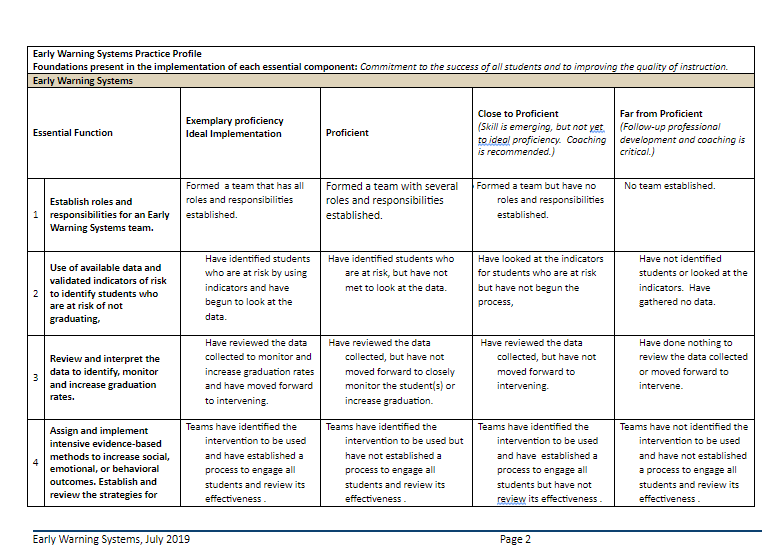 Early Warning Systems Practice Profile
Foundations present in the implementation of each essential component: Commitment to the success of all students and to improving the quality of instruction.
Early Warning Systems
Essential Function
Exemplary proficiency
Ideal Implementation
Proficient
Close to Proficient
(Skill is emerging, but not yet
to ideal proficiency. Coaching
is recommended.)
Far from Proficient
(Follow-up professional
development and coaching is
critical.)
1
Establish roles and
responsibilities for an Early
Warning Systems team.
Formed a team that has all
roles and responsibilities
established.
Formed a team with several
roles and responsibilities
established.
Formed a team but have no
roles and responsibilities
established.
No team established.
2
Use of available data and
validated indicators of risk
to identify students who
are at risk of not
graduating,
Have identified students
who are at risk by using
indicators and have
begun to look at the
data.
Have identified students who
are at risk, but have not
met to look at the data.
Have looked at the indicators
for students who are at risk
but have not begun the
process,
Have not identified
students or looked at the
indicators. Have
gathered no data.
3
Review and interpret the
data to identify, monitor
and increase graduation
rates.
Have reviewed the data
collected to monitor and
increase graduation rates
and have moved forward
to intervening.
Have reviewed the data
collected, but have not
moved forward to closely
monitor the student(s) or
increase graduation.
Have reviewed the data
collected, but have not
moved forward to
intervening.
Have done nothing to
review the data collected
or moved forward to
intervene.
4
Assign and implement
intensive evidence-based
methods to increase social,
emotional, or behavioral
outcomes. Establish and
review the strategies for
Teams have identified the
intervention to be used
and have established a
process to engage all
students and review its
effectiveness .
Teams have identified the
intervention to be used but
have not established a
process to engage all
students and review its
effectiveness .
Teams have identified the
intervention to be used
and have established a
process to engage all
students but have not
review its effectiveness .
Teams have not identified the
intervention to be used
and have not established
a process to engage all
students and review its
effectiveness .
Early Warning Systems, July 2019
Page 2